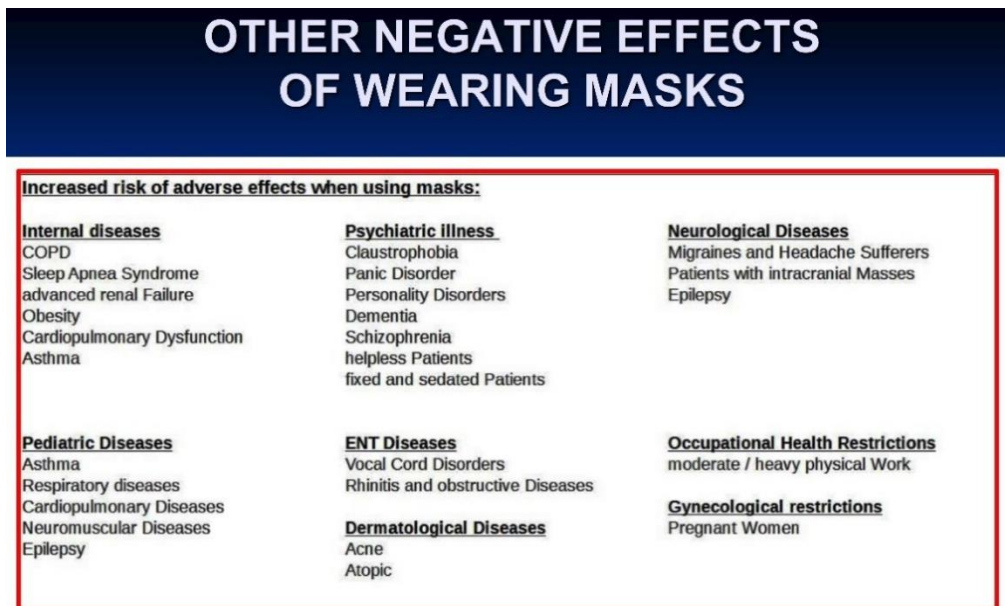 OTHER NEGATIVE EFFECTS
OF WEARING MASKS
Increased risk of adverse effects when using masks:
Internal diseases
COPD
Sleep Apnea Syndrome
advanced renal Failure
Obesity
Cardiopulmonary Dysfunction
Asthma
Psychiatric illness
Claustrophobia
Panic Disorder
Personality Disorders
Dementia
Schizophrenia
helpless Patients
fixed and sedated Patients
Neurological Diseases
Migraines and Headache Sufferers
Patients with intracranial Masses
Epilepsy
Pediatric Diseases
Asthma
Respiratory diseases
Cardiopulmonary Diseases
Neuromuscular Diseases
Epilepsy
ENT Diseases
Vocal Cord Disorders
Rhinitis and obstructive Diseases
Dermatological Diseases
Acne
Atopic
Occupational Health Restrictions
moderate / heavy physical Work
Gynecological restrictions
Pregnant Women